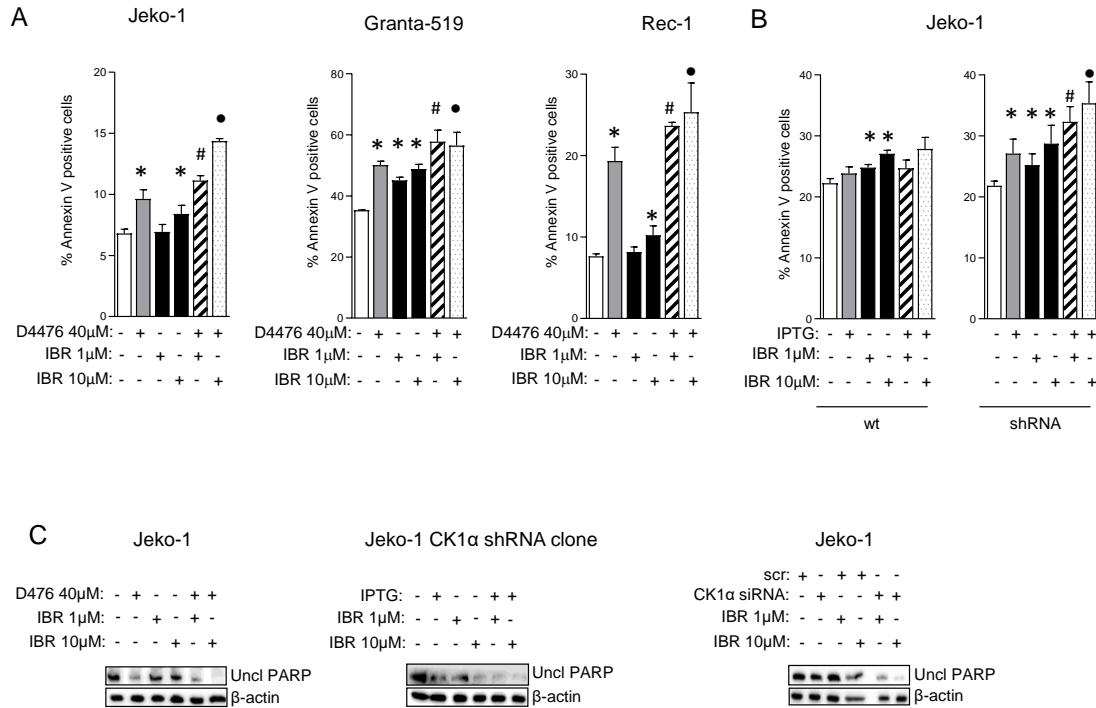 A
Jeko-1
Granta-519
Rec-1
B
Jeko-1
% Annexin V positive cells
20
15
10
5
0
* * # ●
D4476 40μM: - + - - + +
IBR 1μM: - - + - + -
IBR 10μM: - - - + - +
% Annexin V positive cells
80
60
40
20
0
* * * # ●
D4476 40μM: - + - - + +
IBR 1μM: - - + - + -
IBR 10μM: - - - + - +
% Annexin V positive cells
30
20
10
0
* * # ●
D4476 40μM: - + - - + +
IBR 1μM: - - + - + -
IBR 10μM: - - - + - +
% Annexin V positive cells
40
30
20
10
0
* *
IPTG: - + - - + +
IBR 1μM: - - + - + -
IBR 10μM: - - - + - +
wt
% Annexin V positive cells
40
30
20
10
0
* * * # ●
- + - - + +
- - + - + -
- - - + - +
shRNA
C
Jeko-1
D476 40μM: - + - - + +
IBR 1μM: - - + - + -
IBR 10μM: - - - + - +
Uncl PARP
β-actin
Jeko-1 CK1α shRNA clone
IPTG: - + - - + +
IBR 1μM: - - + - + -
IBR 10μM: - - - + - +
Uncl PARP
β-actin
Jeko-1
scr: + - + + - -
CK1α siRNA: - + - - + +
IBR 1μM: - - + - + -
IBR 10μM: - - - + - +
Uncl PARP
β-actin